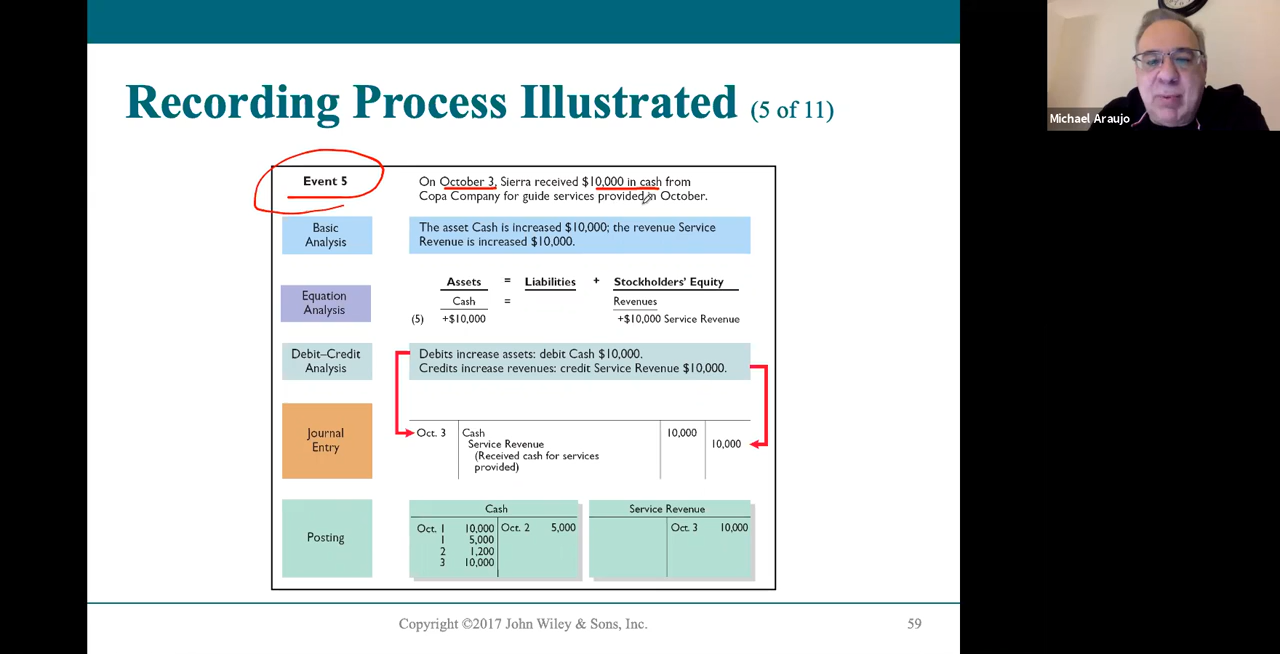 Recording Process Illustrated (5 of 11)
Michael Araujo
Event 5
On October 3, Sierra received $10,000 in cash from
Copa Company for guide services provided in October.
Basic
Analysis
The asset Cash is increased $10,000; the revenue Service
Revenue is increased $10,000.
Equation
Analysis
Assets = Liabilities + Stockholders' Equity
Cash = Revenues
(5) +$10,000 +$10,000 Service Revenue
Debit–Credit
Analysis
Debits increase assets: debit Cash $10,000.
Credits increase revenues: credit Service Revenue $10,000.
Journal
Entry
Oct. 3 Cash 10,000
Service Revenue 10,000
(Received cash for services
provided)
Posting
Cash
Oct. 1 10,000 Oct. 2 5,000
1 5,000
2 1,200
3 10,000
Service Revenue
Oct. 3 10,000
Copyright ©2017 John Wiley & Sons, Inc.
59